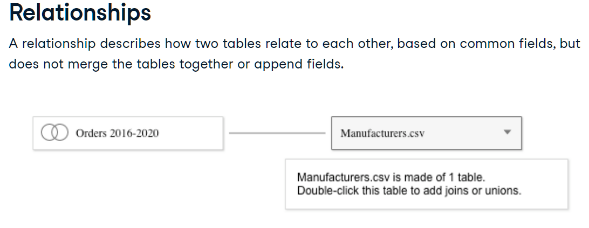 Relationships
A relationship describes how two tables relate to each other, based on common fields, but
does not merge the tables together or append fields.
Orders 2016-2020
Manufacturers.csv
Manufacturers.csv is made of 1 table.
Double-click this table to add joins or unions.